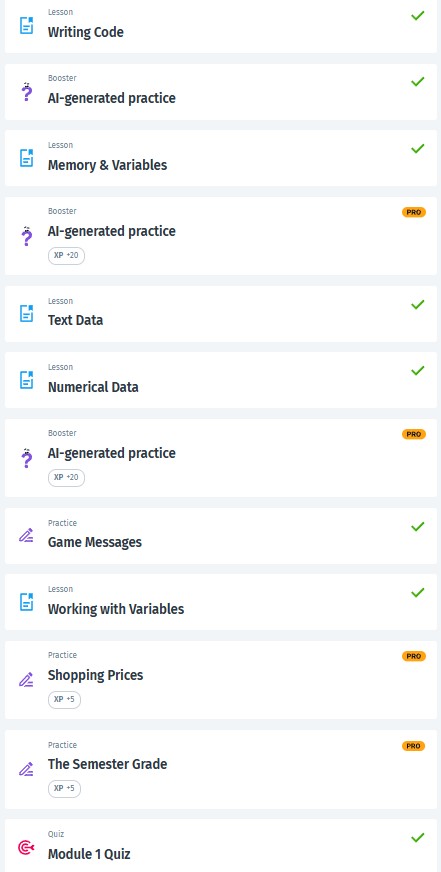 Lesson
Writing Code
Booster
AI-generated practice
Lesson
Memory & Variables
Booster
PRO
AI-generated practice
XP +20
Lesson
Text Data
Lesson
Numerical Data
Booster
PRO
AI-generated practice
XP +20
Practice
Game Messages
Lesson
Working with Variables
Practice
PRO
Shopping Prices
XP +5
Practice
PRO
The Semester Grade
XP +5
Quiz
Module 1 Quiz